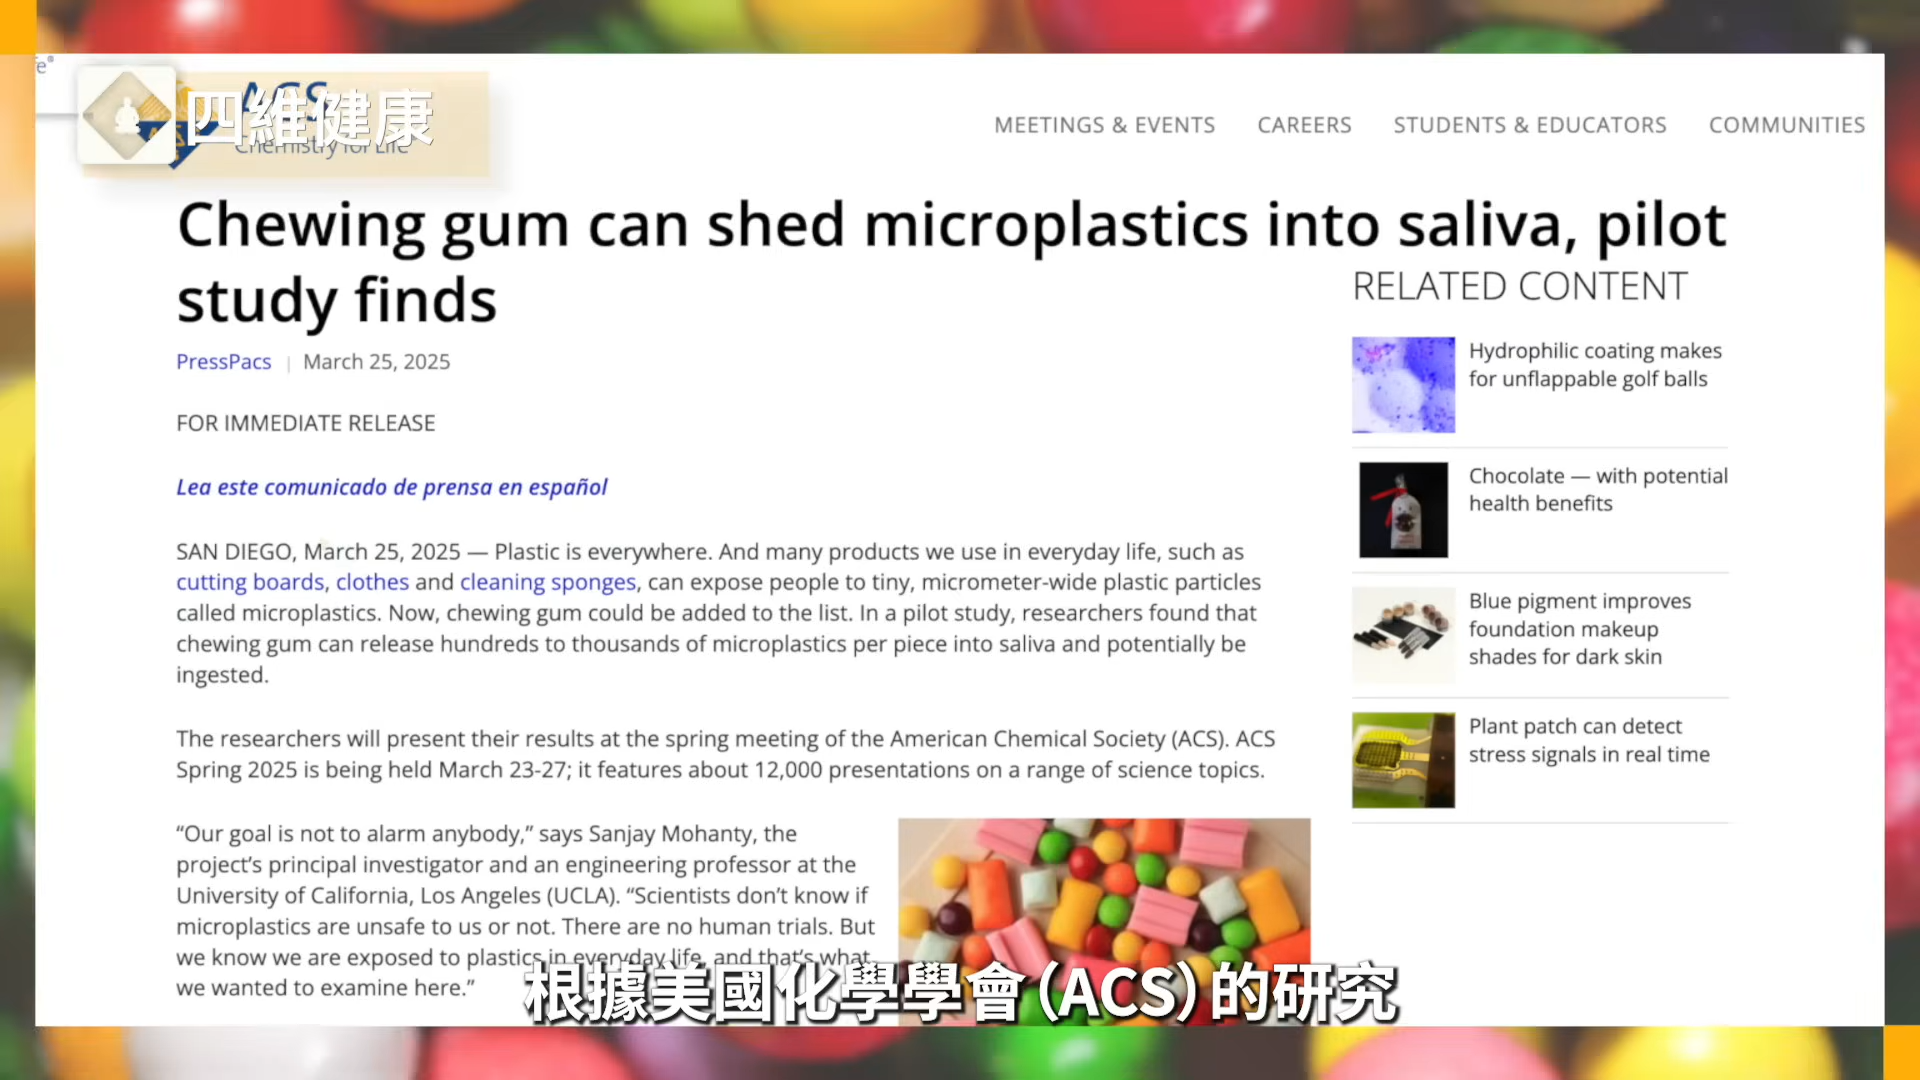 四維健康
ACS
Chemistry for Life
MEETINGS & EVENTS CAREERS STUDENTS & EDUCATORS COMMUNITIES
Chewing gum can shed microplastics into saliva, pilot
study finds
PressPacs | March 25, 2025
FOR IMMEDIATE RELEASE
Lea este comunicado de prensa en español
SAN DIEGO, March 25, 2025 — Plastic is everywhere. And many products we use in everyday life, such as
cutting boards, clothes and cleaning sponges, can expose people to tiny, micrometer-wide plastic particles
called microplastics. Now, chewing gum could be added to the list. In a pilot study, researchers found that
chewing gum can release hundreds to thousands of microplastics per piece into saliva and potentially be
ingested.
The researchers will present their results at the spring meeting of the American Chemical Society (ACS). ACS
Spring 2025 is being held March 23-27; it features about 12,000 presentations on a range of science topics.
“Our goal is not to alarm anybody,” says Sanjay Mohanty, the
project’s principal investigator and an engineering professor at the
University of California, Los Angeles (UCLA). “Scientists don’t know if
microplastics are unsafe to us or not. There are no human trials. But
we know we are exposed to plastics in everyday life, and that’s what
we wanted to examine here.”
RELATED CONTENT
Hydrophilic coating makes
for unflappable golf balls
Chocolate — with potential
health benefits
Blue pigment improves
foundation makeup
shades for dark skin
Plant patch can detect
stress signals in real time
根據美國化學學會（ACS）的研究